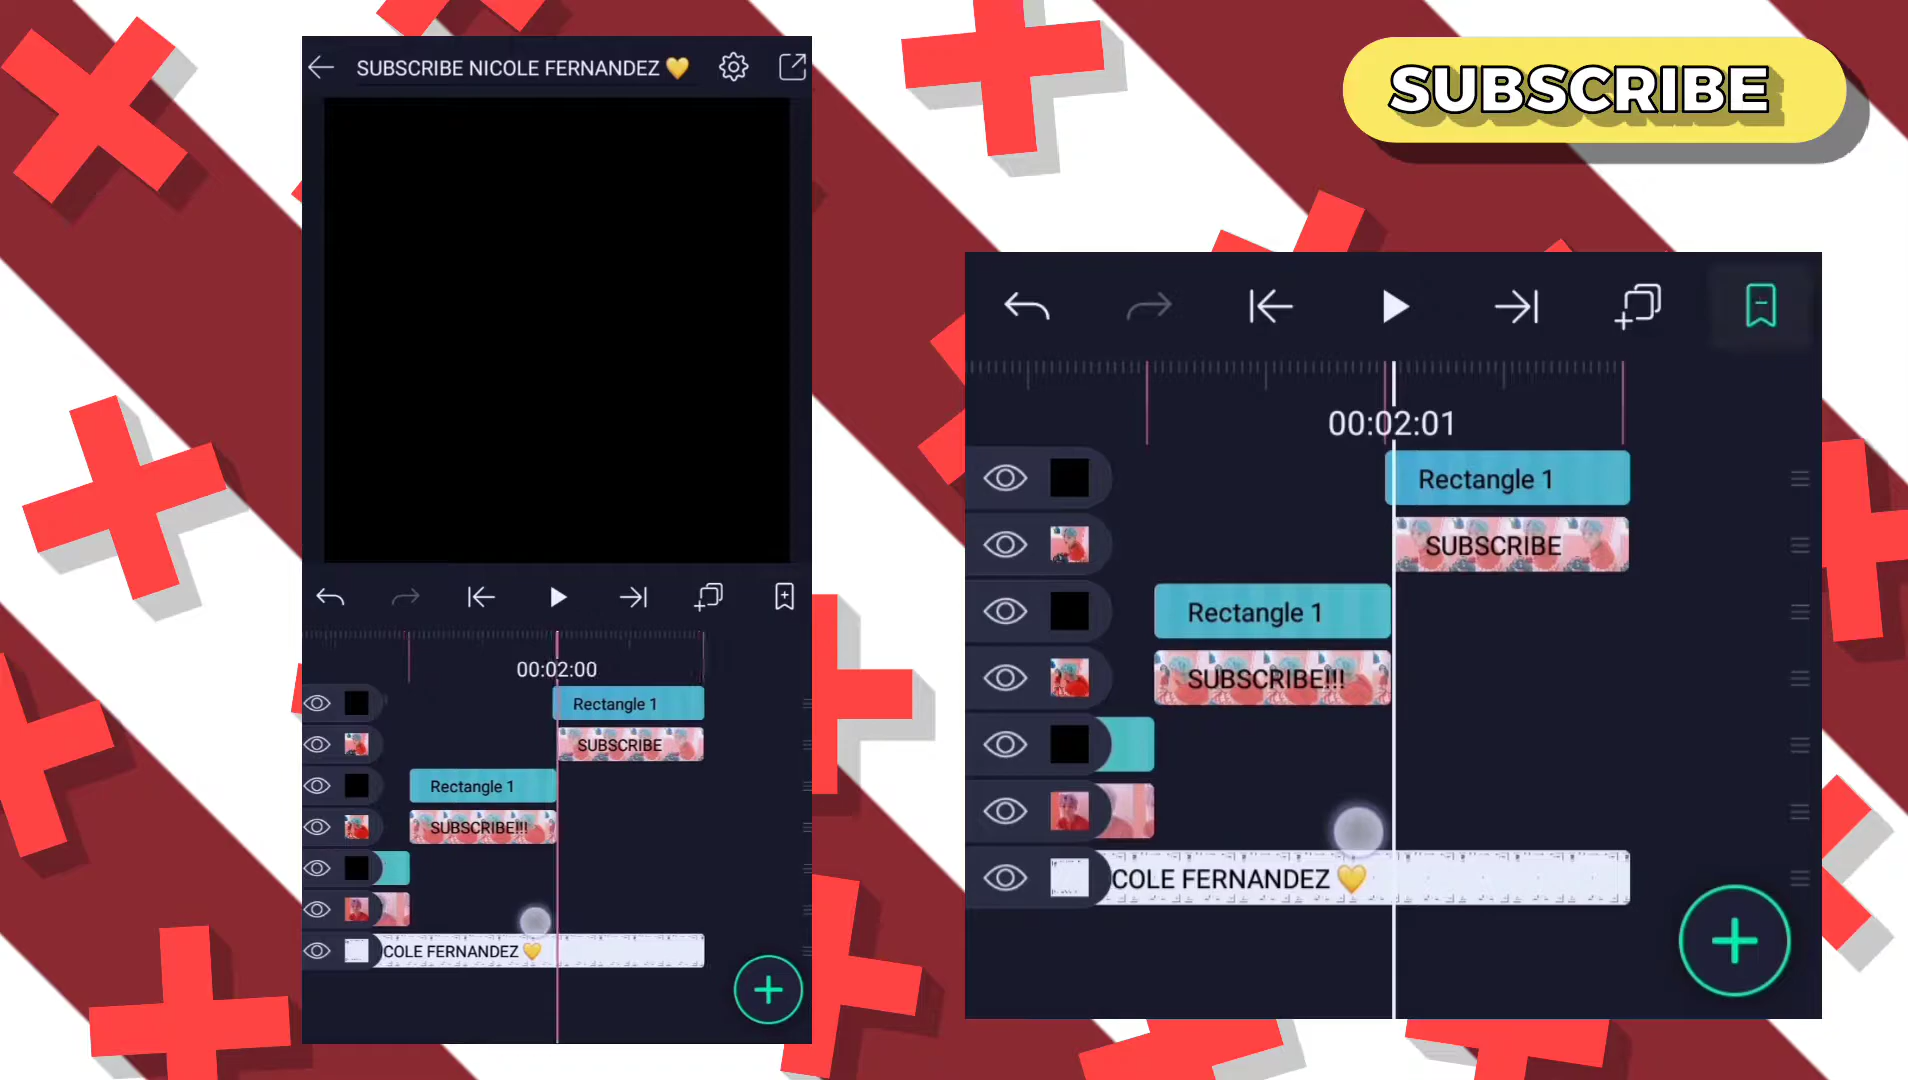 SUBSCRIBE NICOLE FERNANDEZ 💛
00:02:00
Rectangle 1
SUBSCRIBE
Rectangle 1
SUBSCRIBE!!!
COLE FERNANDEZ 💛
SUBSCRIBE
00:02:01
Rectangle 1
SUBSCRIBE
Rectangle 1
SUBSCRIBE!!!
COLE FERNANDEZ 💛